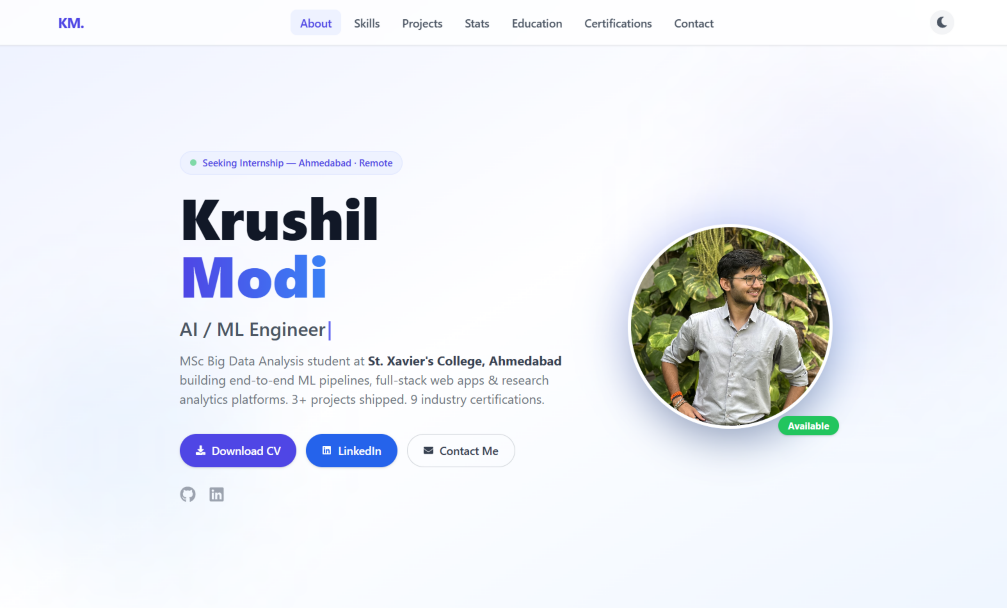 KM.
About Skills Projects Stats Education Certifications Contact
Seeking Internship — Ahmedabad · Remote
Krushil
Modi
AI / ML Engineer
MSc Big Data Analysis student at St. Xavier's College, Ahmedabad
building end-to-end ML pipelines, full-stack web apps & research
analytics platforms. 3+ projects shipped. 9 industry certifications.
Available
Download CV LinkedIn Contact Me